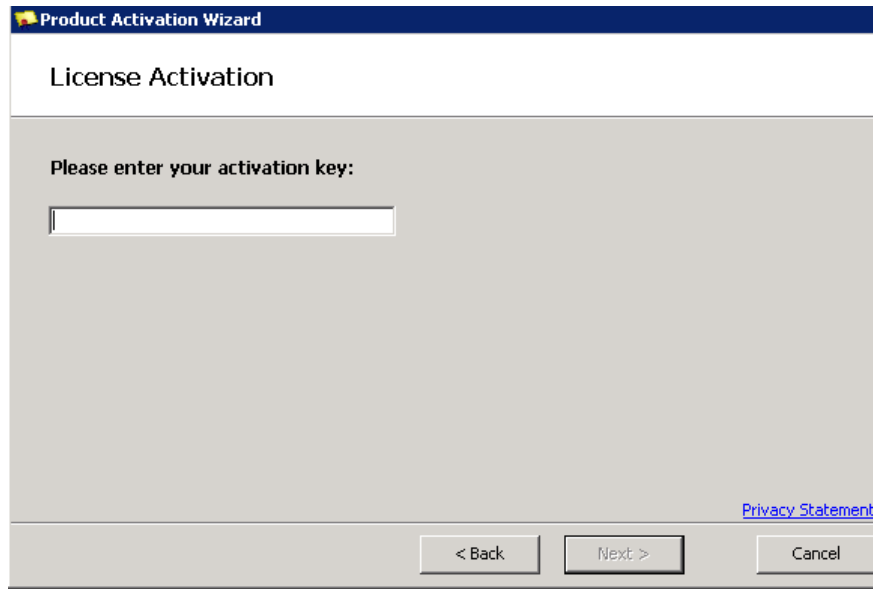 Product Activation Wizard
License Activation
Please enter your activation key:
Privacy Statement
< Back Next > Cancel